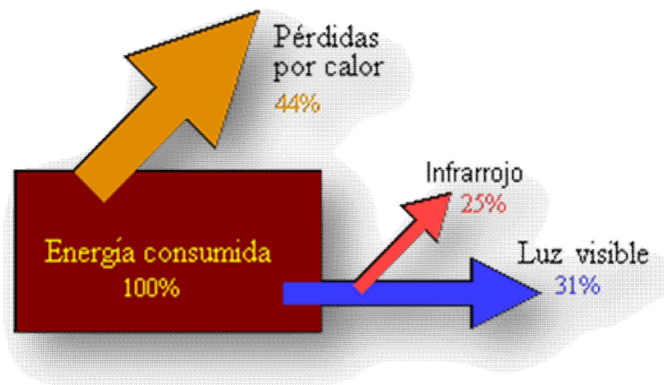 Pérdidas
por calor
44%
Infrarrojo
25%
Energía consumida
100%
Luz visible
31%